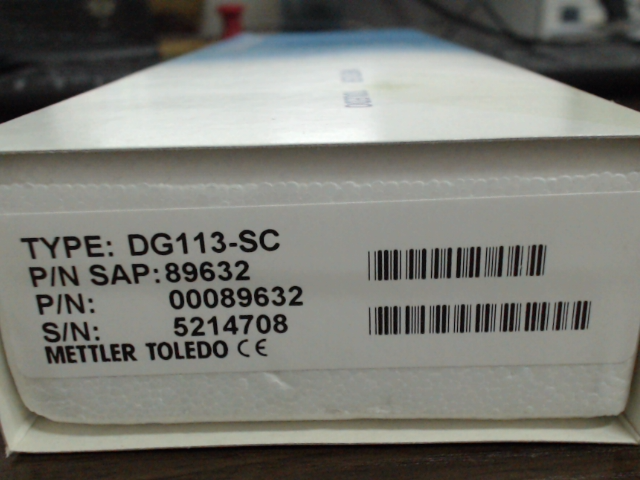 TYPE: DG113-SC
P/N SAP: 89632
P/N: 00089632
S/N: 5214708
METTLER TOLEDO CE